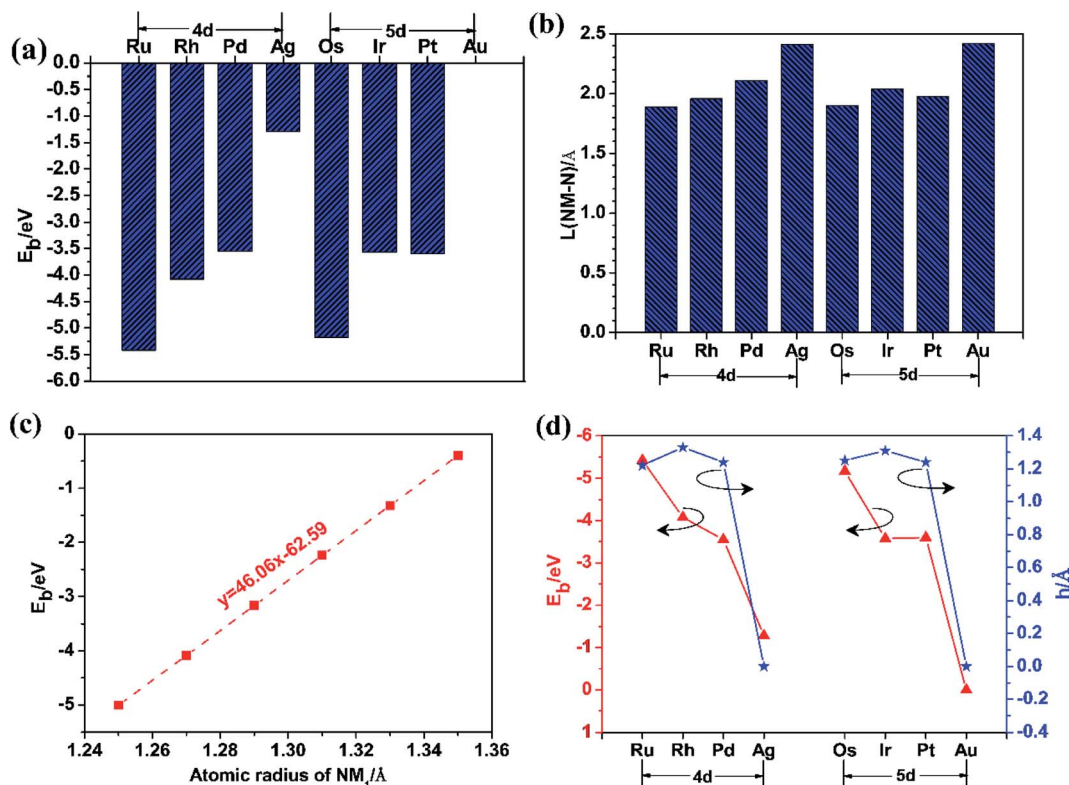 (a)
4d 5d
Ru Rh Pd Ag Os Ir Pt Au
0.0
-0.5
-1.0
-1.5
-2.0
-2.5
-3.0
-3.5
-4.0
-4.5
-5.0
-5.5
-6.0
E_b/eV
(b)
2.5
2.0
1.5
1.0
0.5
0.0
L(NM-N)/Å
Ru Rh Pd Ag Os Ir Pt Au
4d 5d
(c)
0
-1
-2
-3
-4
-5
E_b/eV
y=46.06x-62.59
1.24 1.26 1.28 1.30 1.32 1.34 1.36
Atomic radius of NM₁/Å
(d)
-6
-5
-4
-3
-2
-1
0
1
E_b/eV
1.4
1.2
1.0
0.8
0.6
0.4
0.2
0.0
-0.2
-0.4
h/Å
Ru Rh Pd Ag Os Ir Pt Au
4d 5d